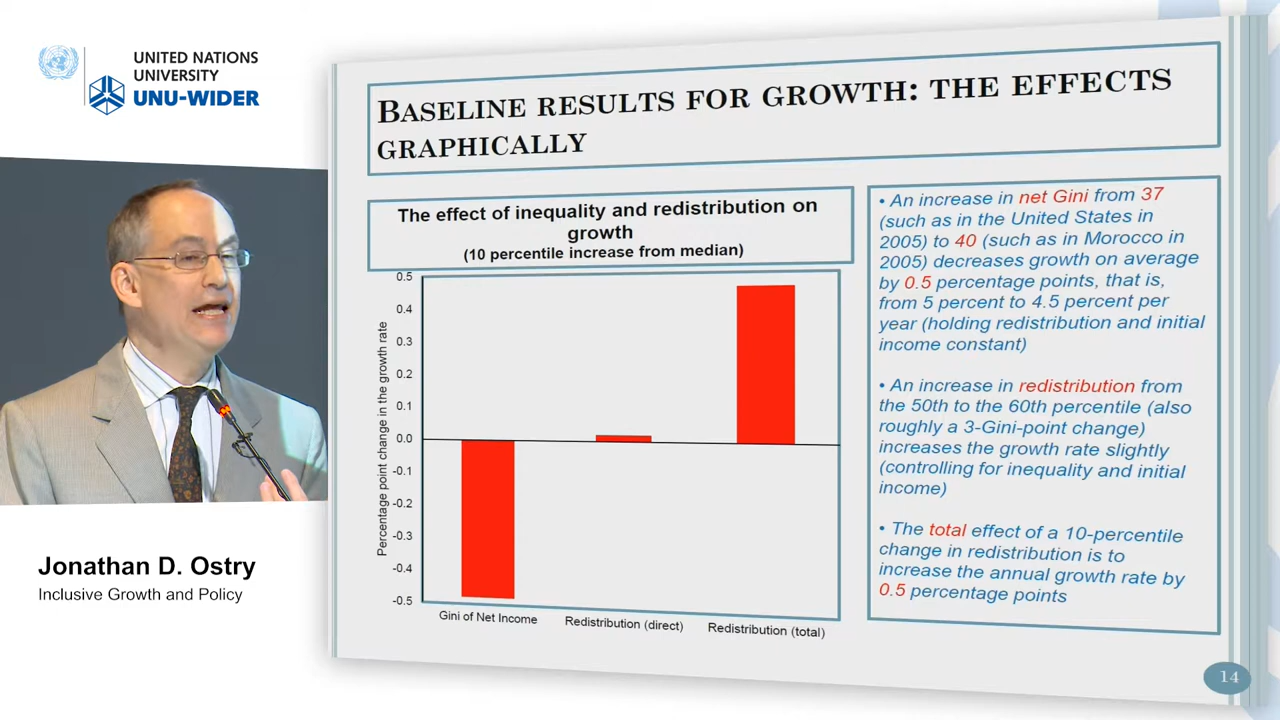 UNITED NATIONS
UNIVERSITY
UNU-WIDER
Jonathan D. Ostry
Inclusive Growth and Policy
BASELINE RESULTS FOR GROWTH: THE EFFECTS
GRAPHICALLY
The effect of inequality and redistribution on
growth
(10 percentile increase from median)
Percentage point change in the growth rate
0.5
0.4
0.3
0.2
0.1
0.0
-0.1
-0.2
-0.3
-0.4
-0.5
Gini of Net Income
Redistribution (direct)
Redistribution (total)
• An increase in net Gini from 37
(such as in the United States in
2005) to 40 (such as in Morocco in
2005) decreases growth on average
by 0.5 percentage points, that is,
from 5 percent to 4.5 percent per
year (holding redistribution and initial
income constant)
• An increase in redistribution from
the 50th to the 60th percentile (also
roughly a 3-Gini-point change)
increases the growth rate slightly
(controlling for inequality and initial
income)
• The total effect of a 10-percentile
change in redistribution is to
increase the annual growth rate by
0.5 percentage points
14